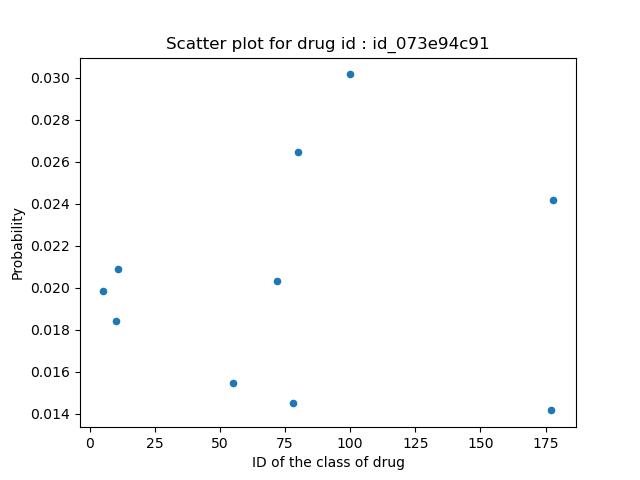 Scatter plot for drug id : id_073e94c91
0.030
0.028
0.026
0.024
0.022
0.020
0.018
0.016
0.014
Probability
0 25 50 75 100 125 150 175
ID of the class of drug